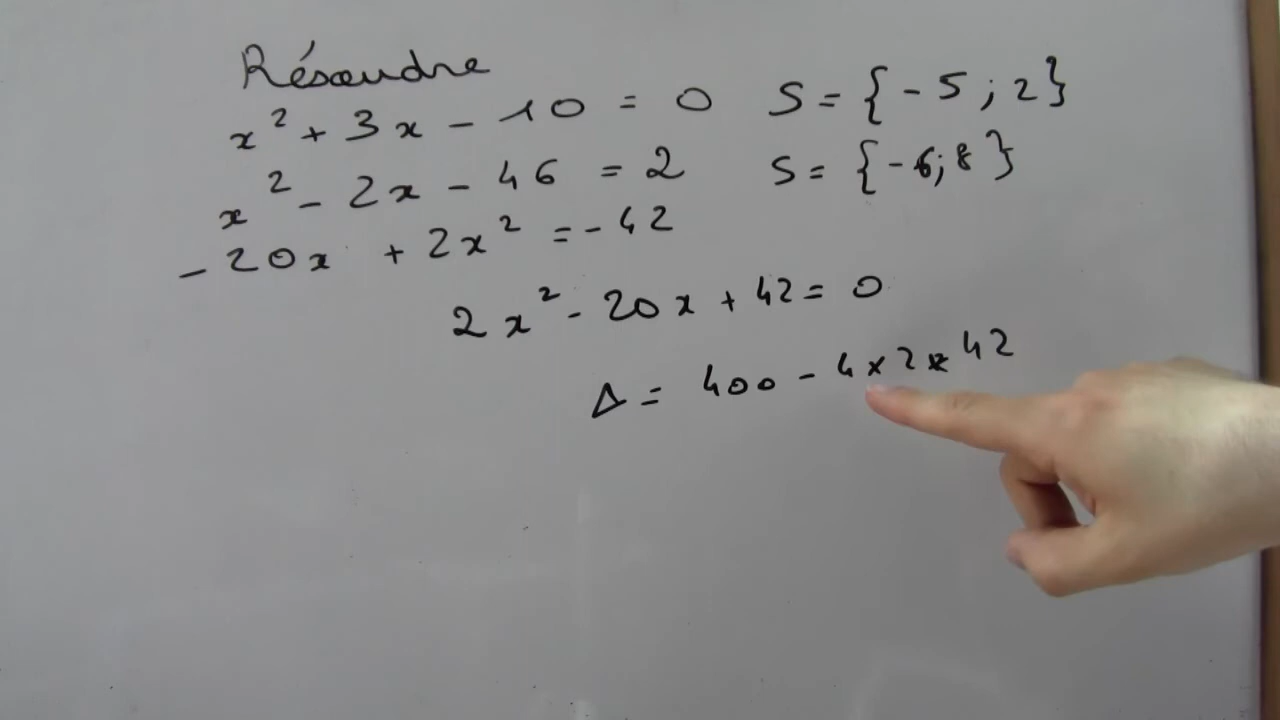 Résoudre
x² + 3x - 10 = 0 S = {-5 ; 2}
x² - 2x - 46 = 2 S = {-6 ; 8}
- 20x + 2x² = - 42
2x² - 20x + 42 = 0
Δ = 400 - 4 × 2 × 42